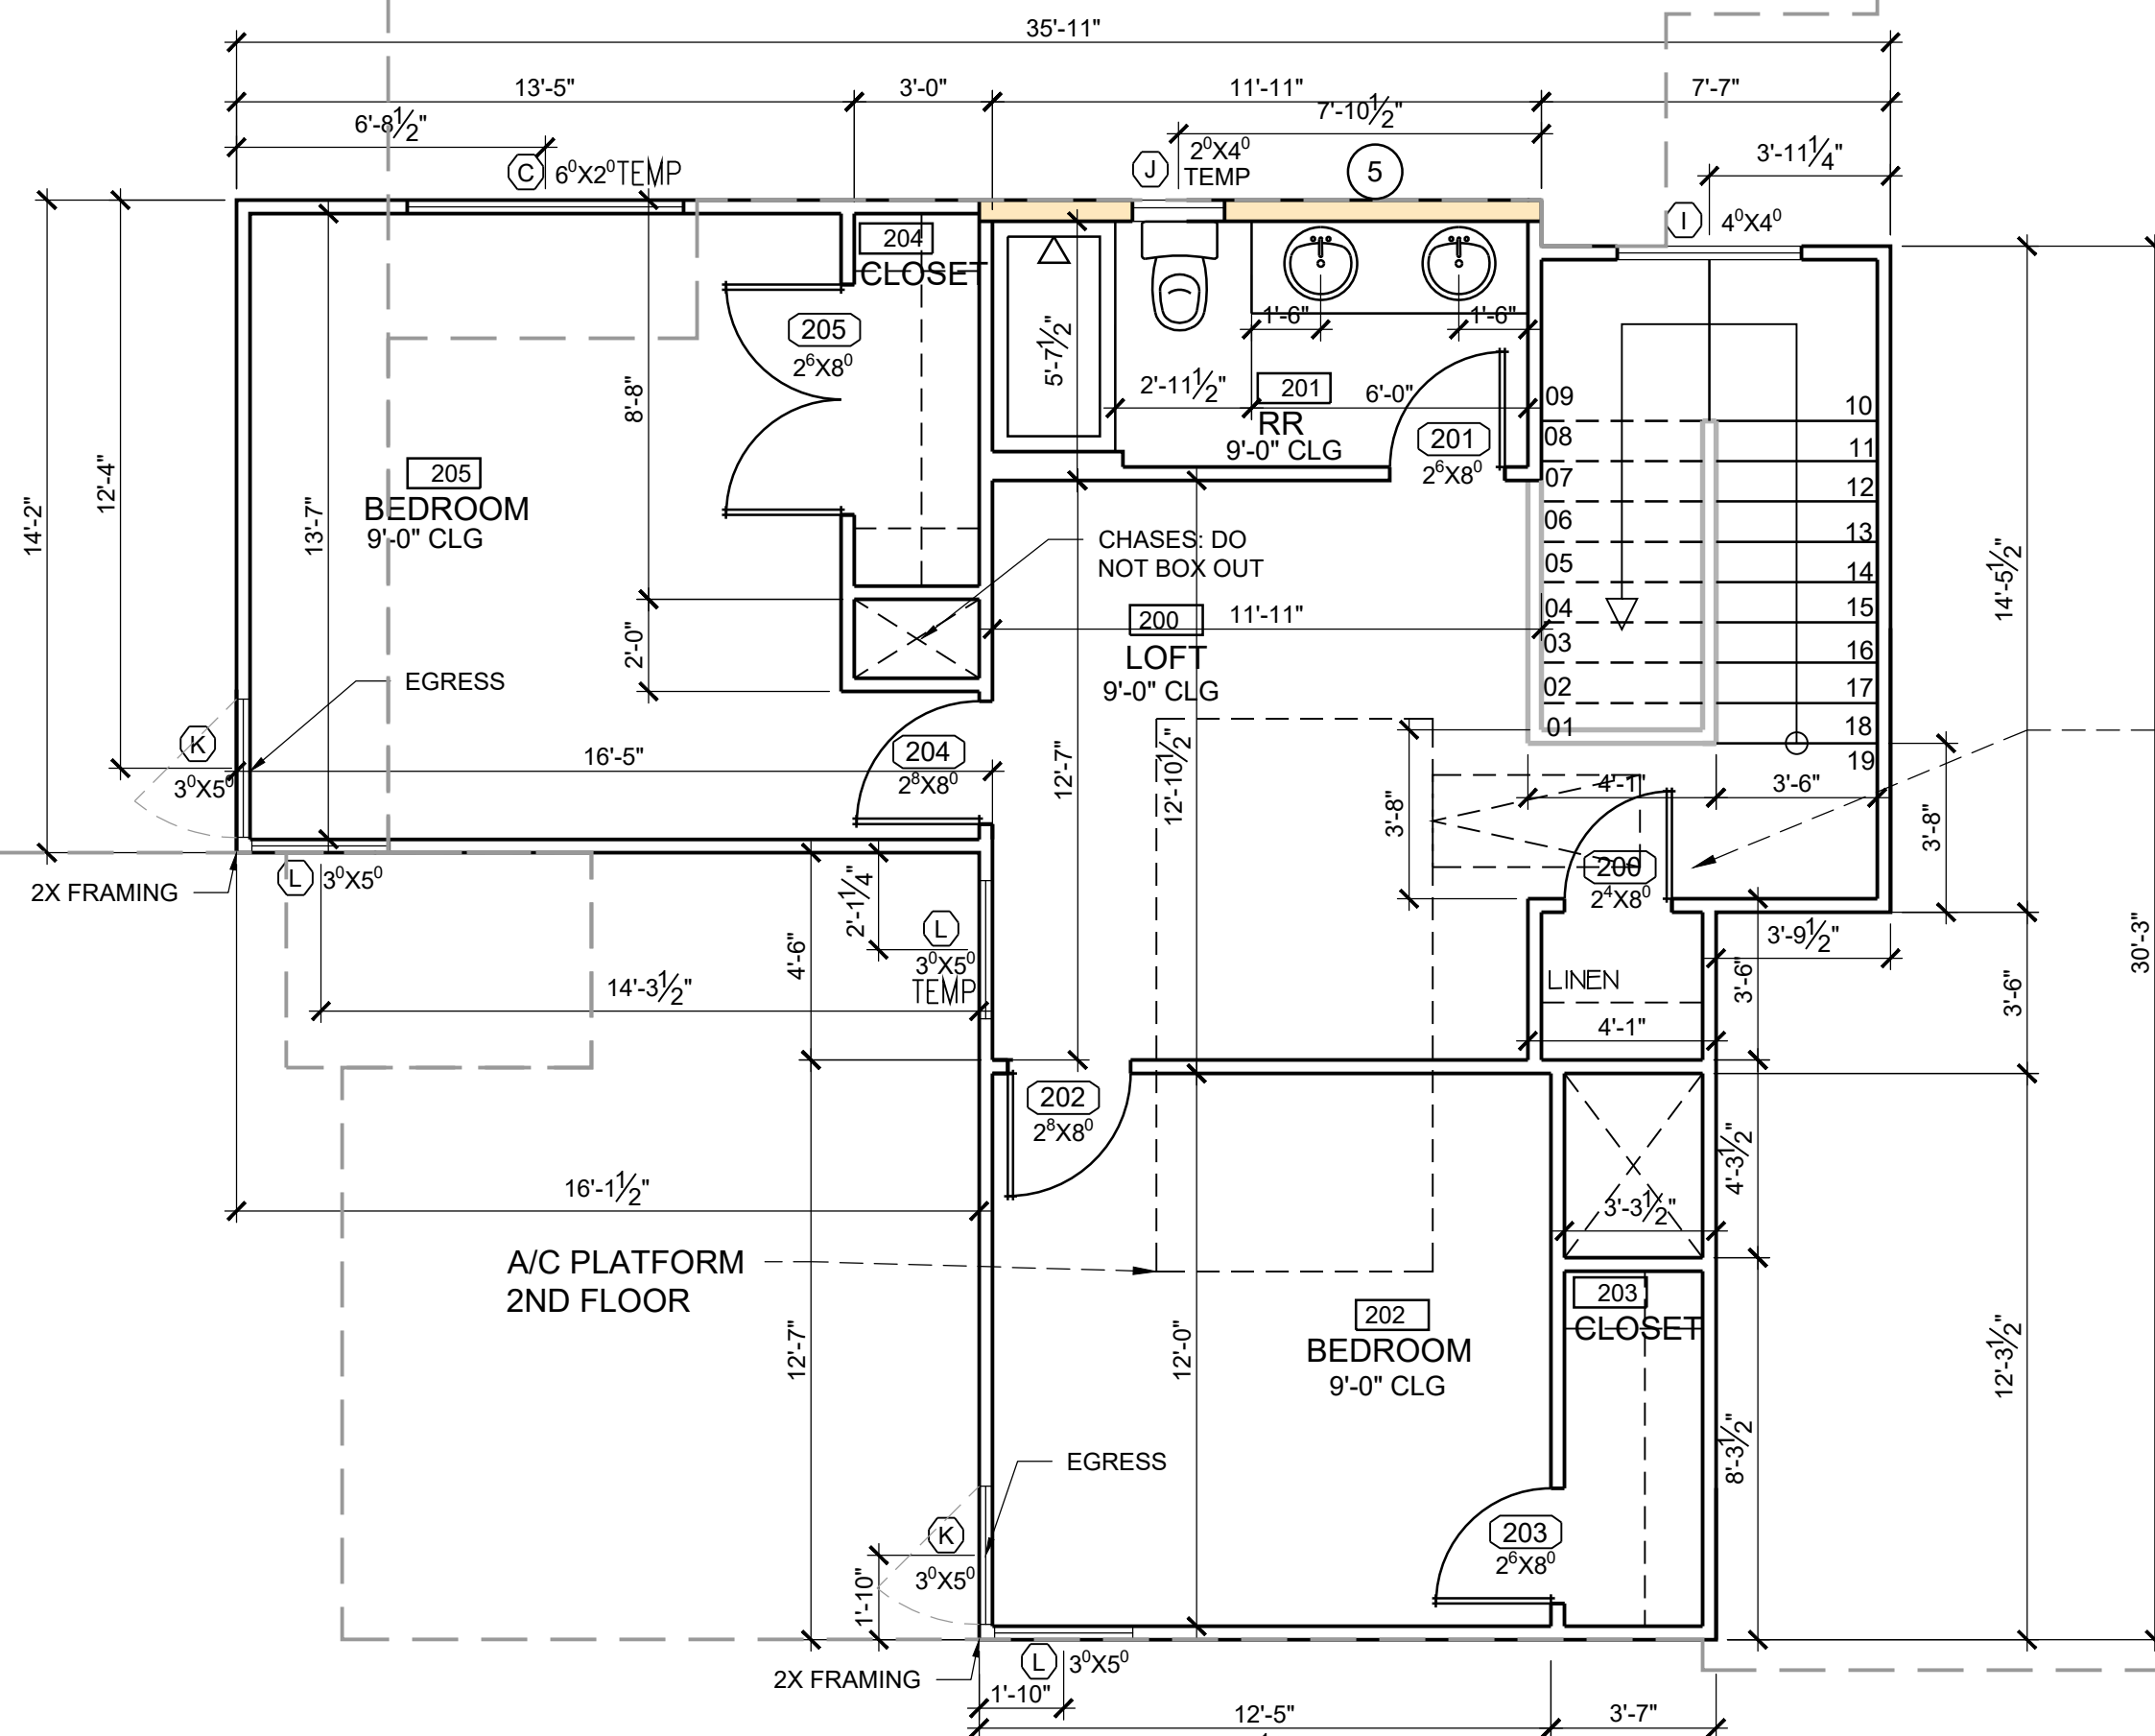 35'-11"
13'-5"
3'-0"
11'-11"
7'-7"
6'-8½"
7'-10½"
C
6⁰X2⁰TEMP
J
2⁰X4⁰
TEMP
5
3'-11¼"
I
4⁰X4⁰
204
CLOSET
205
2⁶X8⁰
1'-6"
1'-6"
5'-7½"
2'-11½"
201
6'-0"
RR
9'-0" CLG
201
2⁶X8⁰
09
08
07
06
05
04
03
02
01
10
11
12
13
14
15
16
17
18
19
14'-2"
12'-4"
13'-7"
8'-8"
205
BEDROOM
9'-0" CLG
CHASES: DO
NOT BOX OUT
14'-5½"
200
11'-11"
LOFT
9'-0" CLG
2'-0"
EGRESS
K
3⁰X5⁰
16'-5"
204
2⁸X8⁰
12'-7"
12'-10½"
3'-8"
4'-1"
3'-6"
3'-8"
200
2⁴X8⁰
2X FRAMING
L
3⁰X5⁰
2'-1¼"
4'-6"
L
3⁰X5⁰
TEMP
14'-3½"
3'-9½"
LINEN
3'-6"
3'-6"
30'-3"
4'-1"
202
2⁸X8⁰
16'-1½"
4'-3½"
3'-3½"
A/C PLATFORM
2ND FLOOR
203
CLOSET
202
BEDROOM
9'-0" CLG
12'-7"
12'-0"
12'-3½"
8'-3½"
EGRESS
K
3⁰X5⁰
203
2⁶X8⁰
1'-10"
2X FRAMING
L
3⁰X5⁰
1'-10"
12'-5"
3'-7"